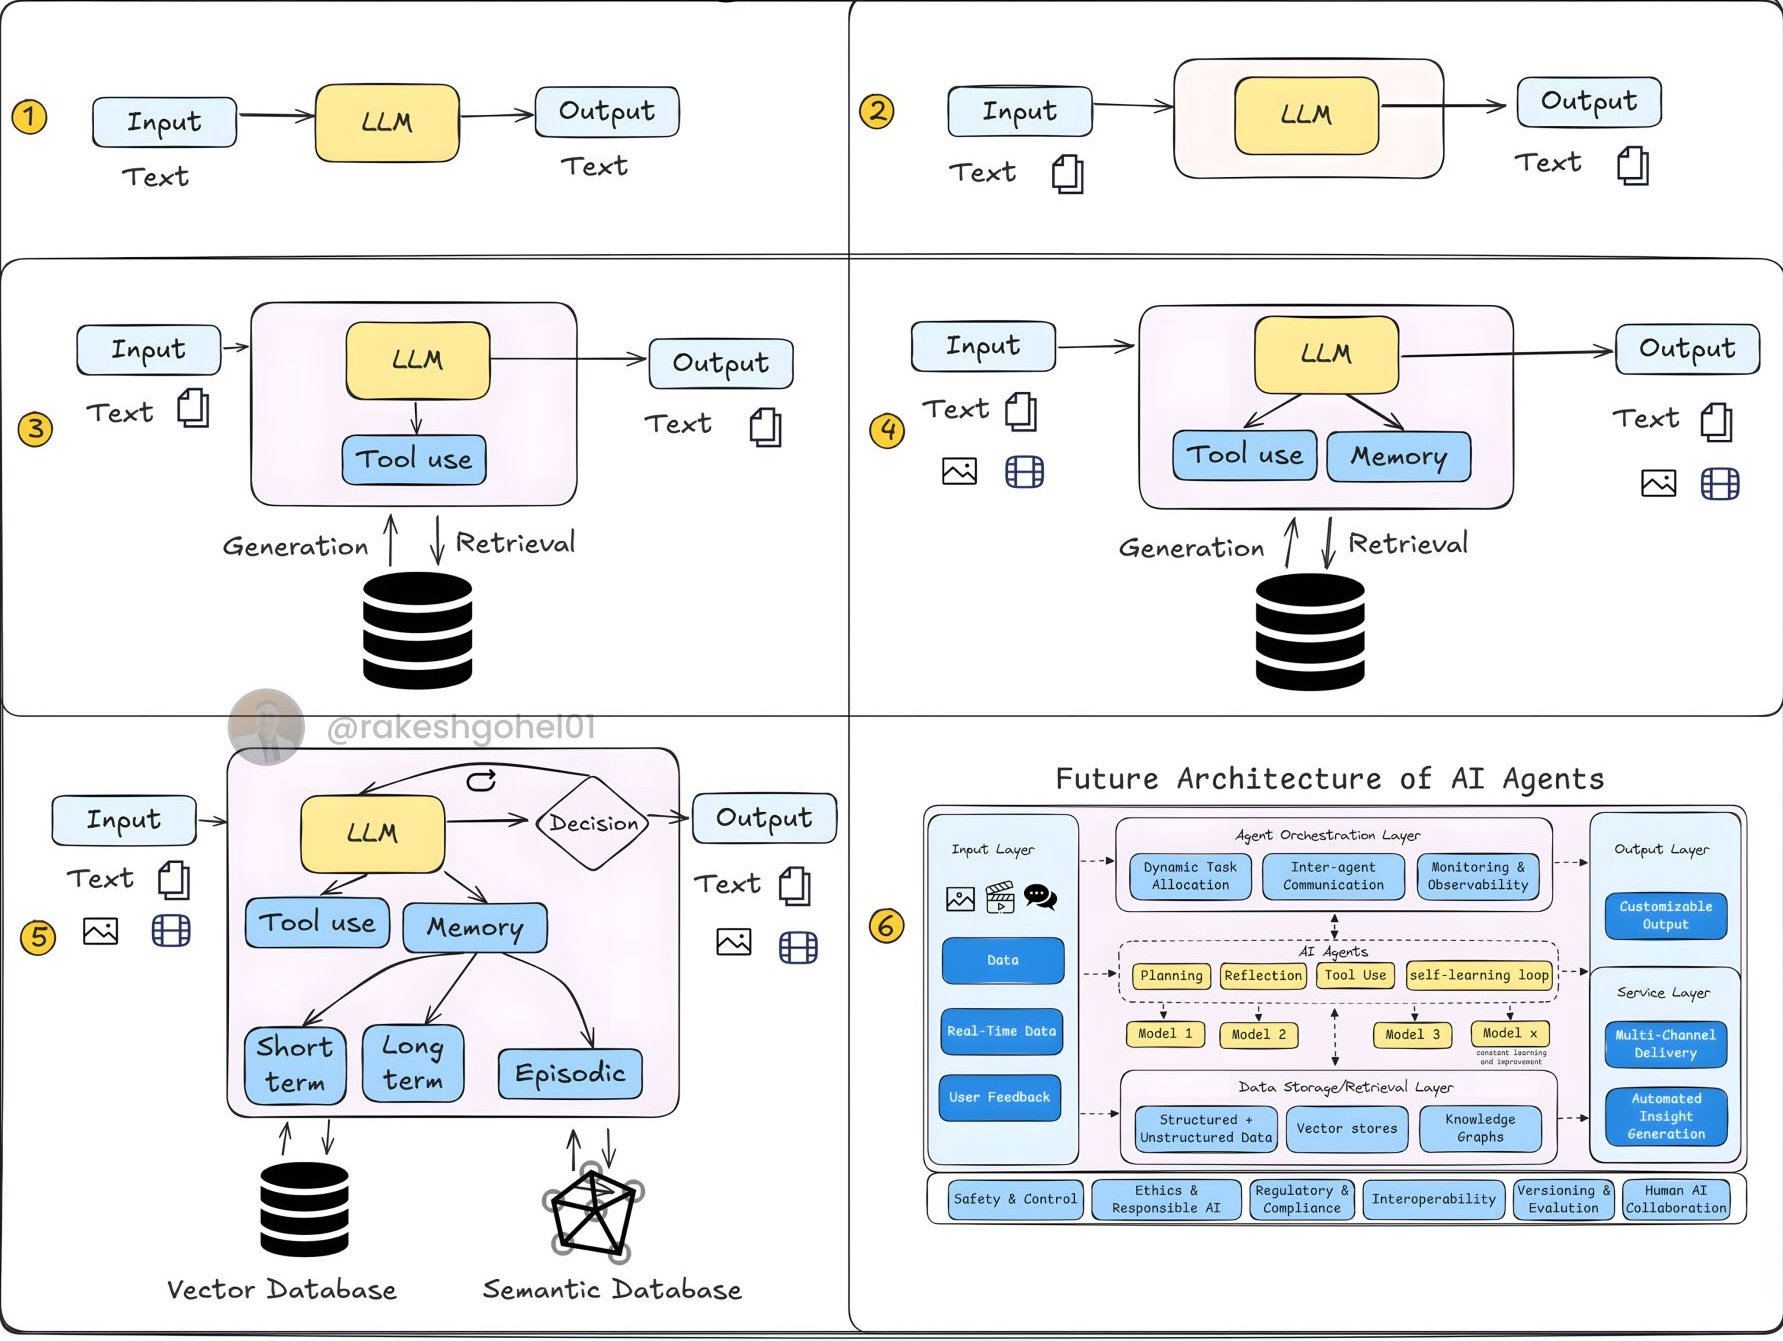 1
Input
LLM
Output
Text
Text
2
Input
LLM
Output
Text
Text
3
Input
LLM
Output
Text
Text
Tool use
Generation
Retrieval
4
Input
LLM
Output
Text
Text
Tool use
Memory
Generation
Retrieval
@rakeshgohel01
5
Input
LLM
Decision
Output
Text
Text
Tool use
Memory
Short
term
Long
term
Episodic
Vector Database
Semantic Database
6
Future Architecture of AI Agents
Input Layer
Data
Real-Time Data
User Feedback
Agent Orchestration Layer
Dynamic Task
Allocation
Inter-agent
Communication
Monitoring &
Observability
AI Agents
Planning
Reflection
Tool Use
self-learning loop
Model 1
Model 2
Model 3
Model x
constant learning
and improvement
Data Storage/Retrieval Layer
Structured +
Unstructured Data
Vector stores
Knowledge
Graphs
Output Layer
Customizable
Output
Service Layer
Multi-Channel
Delivery
Automated
Insight
Generation
Safety & Control
Ethics &
Responsible AI
Regulatory &
Compliance
Interoperability
Versioning &
Evalution
Human AI
Collaboration